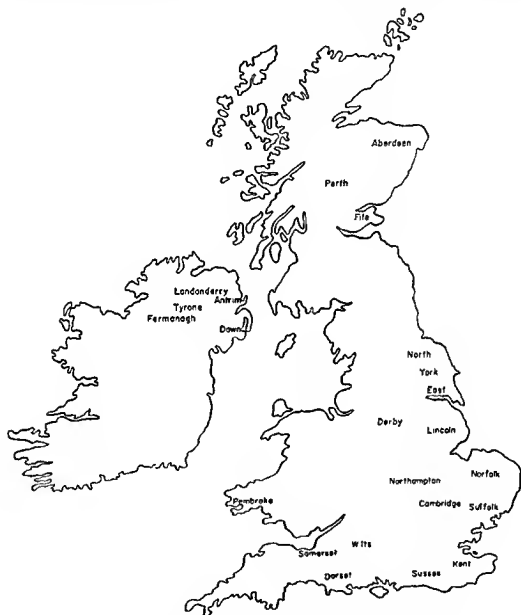 Aberdeen
Perth
Fife
Londonderry
Antrim
Tyrone
Fermanagh
Down
North
York
East
Derby
Lincoln
Norfolk
Northampton
Cambridge
Suffolk
Pembroke
Wilts
Somerset
Kent
Dorset
Sussex